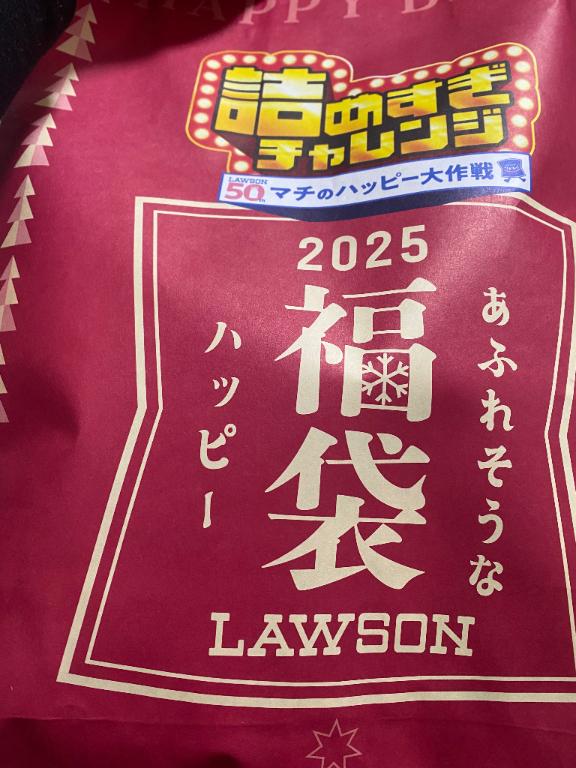 HAPPY
詰めすぎ
チャレンジ
LAWSON
50th マチのハッピー大作戦
2025
あふれそうな
ハッピー
福袋
LAWSON